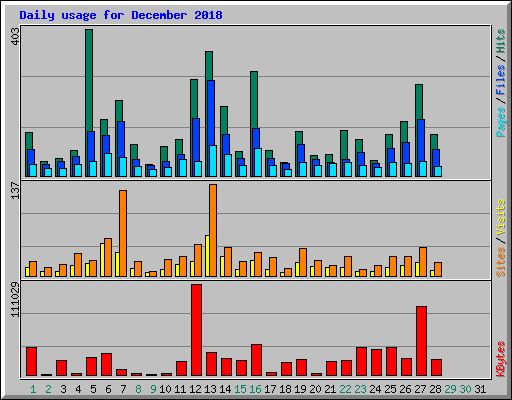 Daily usage for December 2018
403
Pages / Files / Hits
137
Sites / Visits
111029
KBytes
1 2 3 4 5 6 7 8 9 10 11 12 13 14 15 16 17 18 19 20 21 22 23 24 25 26 27 28 29 30 31